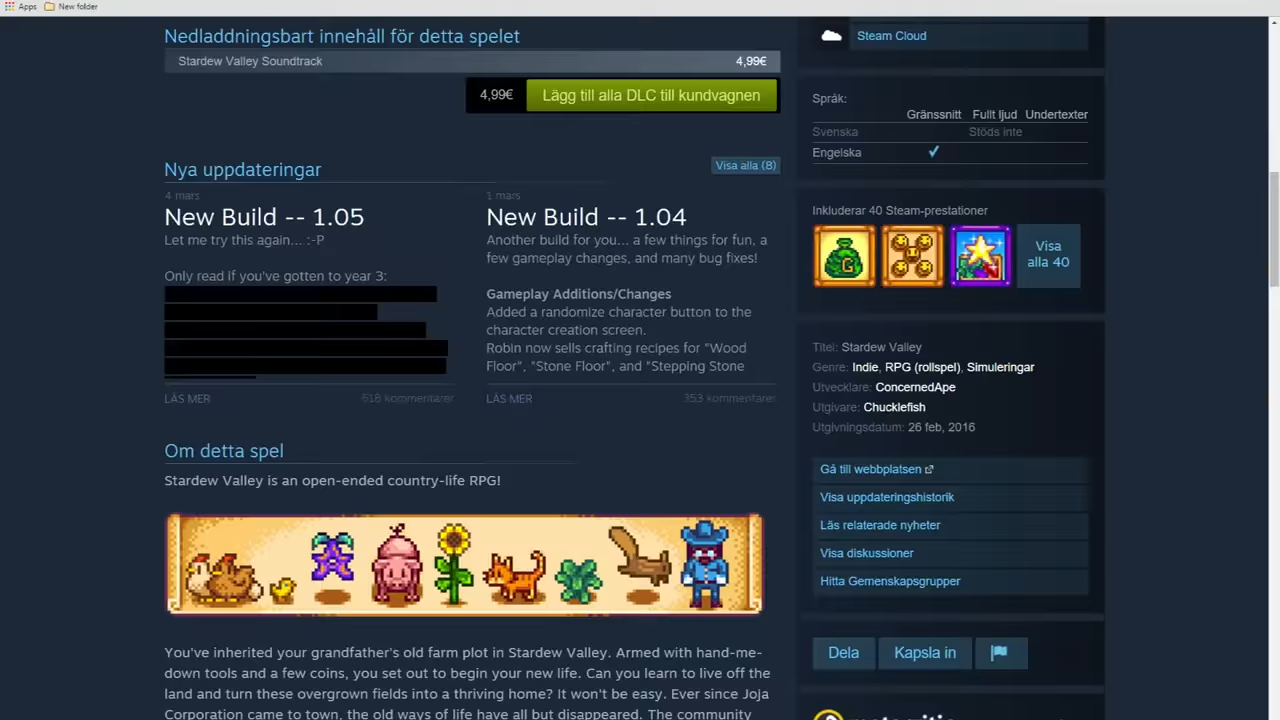 Apps New folder
Nedladdningsbart innehåll för detta spelet
Stardew Valley Soundtrack 4,99€
4,99€ Lägg till alla DLC till kundvagnen
Nya uppdateringar Visa alla (8)
4 mars
New Build -- 1.05
Let me try this again... :-P
Only read if you've gotten to year 3:
LÄS MER 618 kommentarer
1 mars
New Build -- 1.04
Another build for you... a few things for fun, a
few gameplay changes, and many bug fixes!
Gameplay Additions/Changes
Added a randomize character button to the
character creation screen.
Robin now sells crafting recipes for "Wood
Floor", "Stone Floor", and "Stepping Stone
LÄS MER 353 kommentarer
Om detta spel
Stardew Valley is an open-ended country-life RPG!
You've inherited your grandfather's old farm plot in Stardew Valley. Armed with hand-me-
down tools and a few coins, you set out to begin your new life. Can you learn to live off the
land and turn these overgrown fields into a thriving home? It won't be easy. Ever since Joja
Corporation came to town, the old ways of life have all but disappeared. The community
Steam Cloud
Språk:
Gränssnitt Fullt ljud Undertexter
Svenska Stöds inte
Engelska ✔
Inkluderar 40 Steam-prestationer
G
Visa
alla 40
Titel: Stardew Valley
Genre: Indie, RPG (rollspel), Simuleringar
Utvecklare: ConcernedApe
Utgivare: Chucklefish
Utgivningsdatum: 26 feb, 2016
Gå till webbplatsen
Visa uppdateringshistorik
Läs relaterade nyheter
Visa diskussioner
Hitta Gemenskapsgrupper
Dela Kapsla in